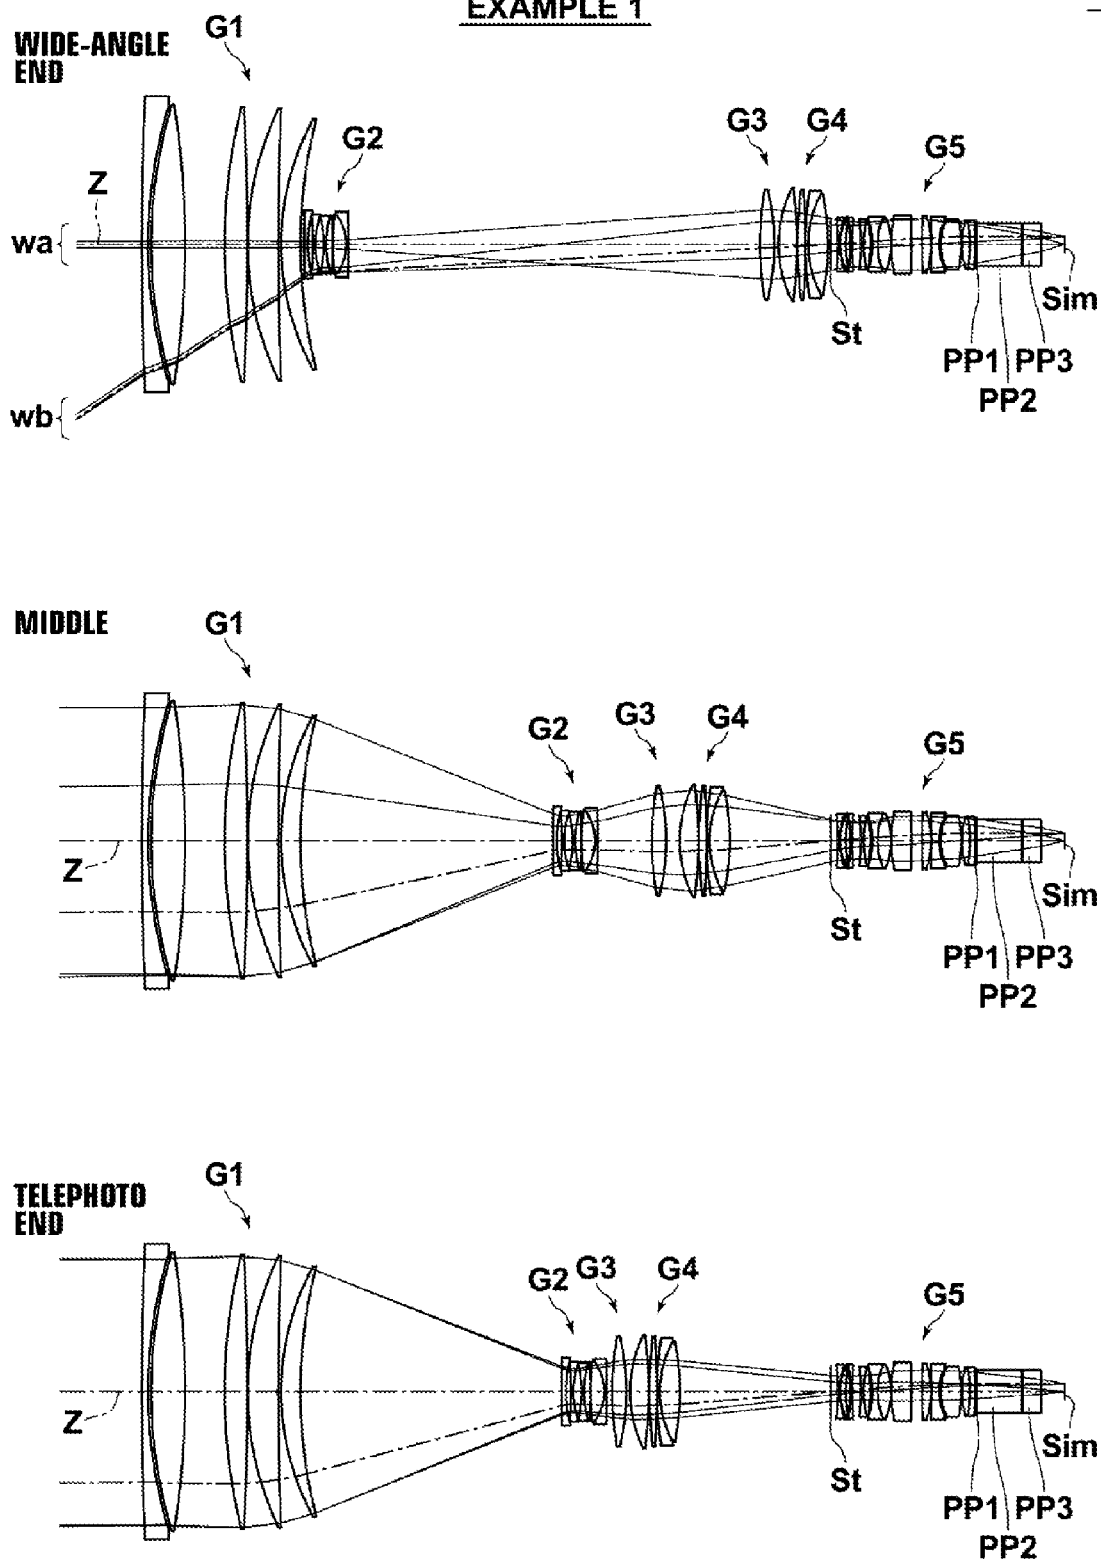 EXAMPLE 1
WIDE-ANGLE
END
G1
G2
G3
G4
G5
Z
wa
wb
St
Sim
PP1
PP3
PP2
MIDDLE
G1
G2
G3
G4
G5
Z
St
Sim
PP1
PP3
PP2
TELEPHOTO
END
G1
G2
G3
G4
G5
Z
St
Sim
PP1
PP3
PP2